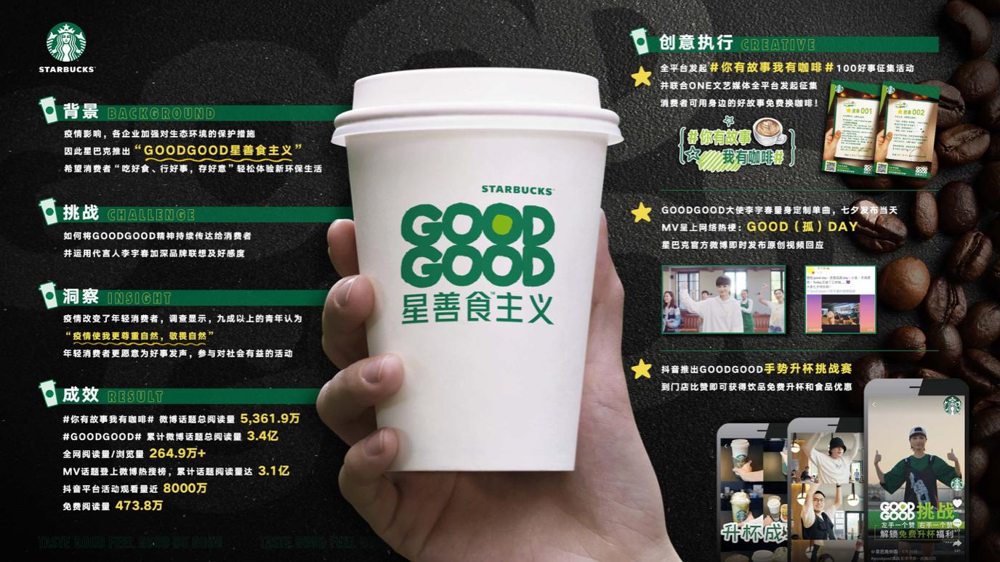 STARBUCKS
背景 BACKGROUND
疫情影响，各企业加强对生态环境的保护措施
因此星巴克推出“GOODGOOD星善食主义”
希望消费者“吃好食、行好事，存好意”轻松体验新环保生活
挑战 CHALLENGE
如何将GOODGOOD精神持续传达给消费者
并运用代言人李宇春加深品牌联想及好感度
洞察 INSIGHT
疫情改变了年轻消费者，调查显示，九成以上的青年认为
“疫情使我更尊重自然，敬畏自然”
年轻消费者更愿意为好事发声，参与对社会有益的活动
成效 RESULT
#你有故事我有咖啡# 微博话题总阅读量 5,361.9万
#GOODGOOD# 累计微博话题总阅读量 3.4亿
全网阅读量/浏览量 264.9万+
MV话题登上微博热搜榜，累计话题阅读量达 3.1亿
抖音平台活动观看量近 8000万
免费阅读量 473.8万
TASTE GOOD FEEL GOOD DO GOOD
TASTE GOOD FEEL G
STARBUCKS
GOOD
GOOD
星善食主义™
创意执行 CREATIVE
全平台发起#你有故事我有咖啡#100好事征集活动
并联合ONE文艺媒体全平台发起征集
消费者可用身边的好故事免费换咖啡！
#你有故事
我有咖啡#
故事001
故事002
GOODGOOD大使李宇春量身定制单曲，七夕发布当天
MV呈上网络热梗：GOOD（孤）DAY
星巴克官方微博即时发布原创视频回应
抖音推出GOODGOOD手势升杯挑战赛
到门店比赞即可获得饮品免费升杯和食品优惠
升杯成
GOOD
GOOD挑战
左手一个赞 右手一个赞
解锁免费升杯福利
@星巴克中国